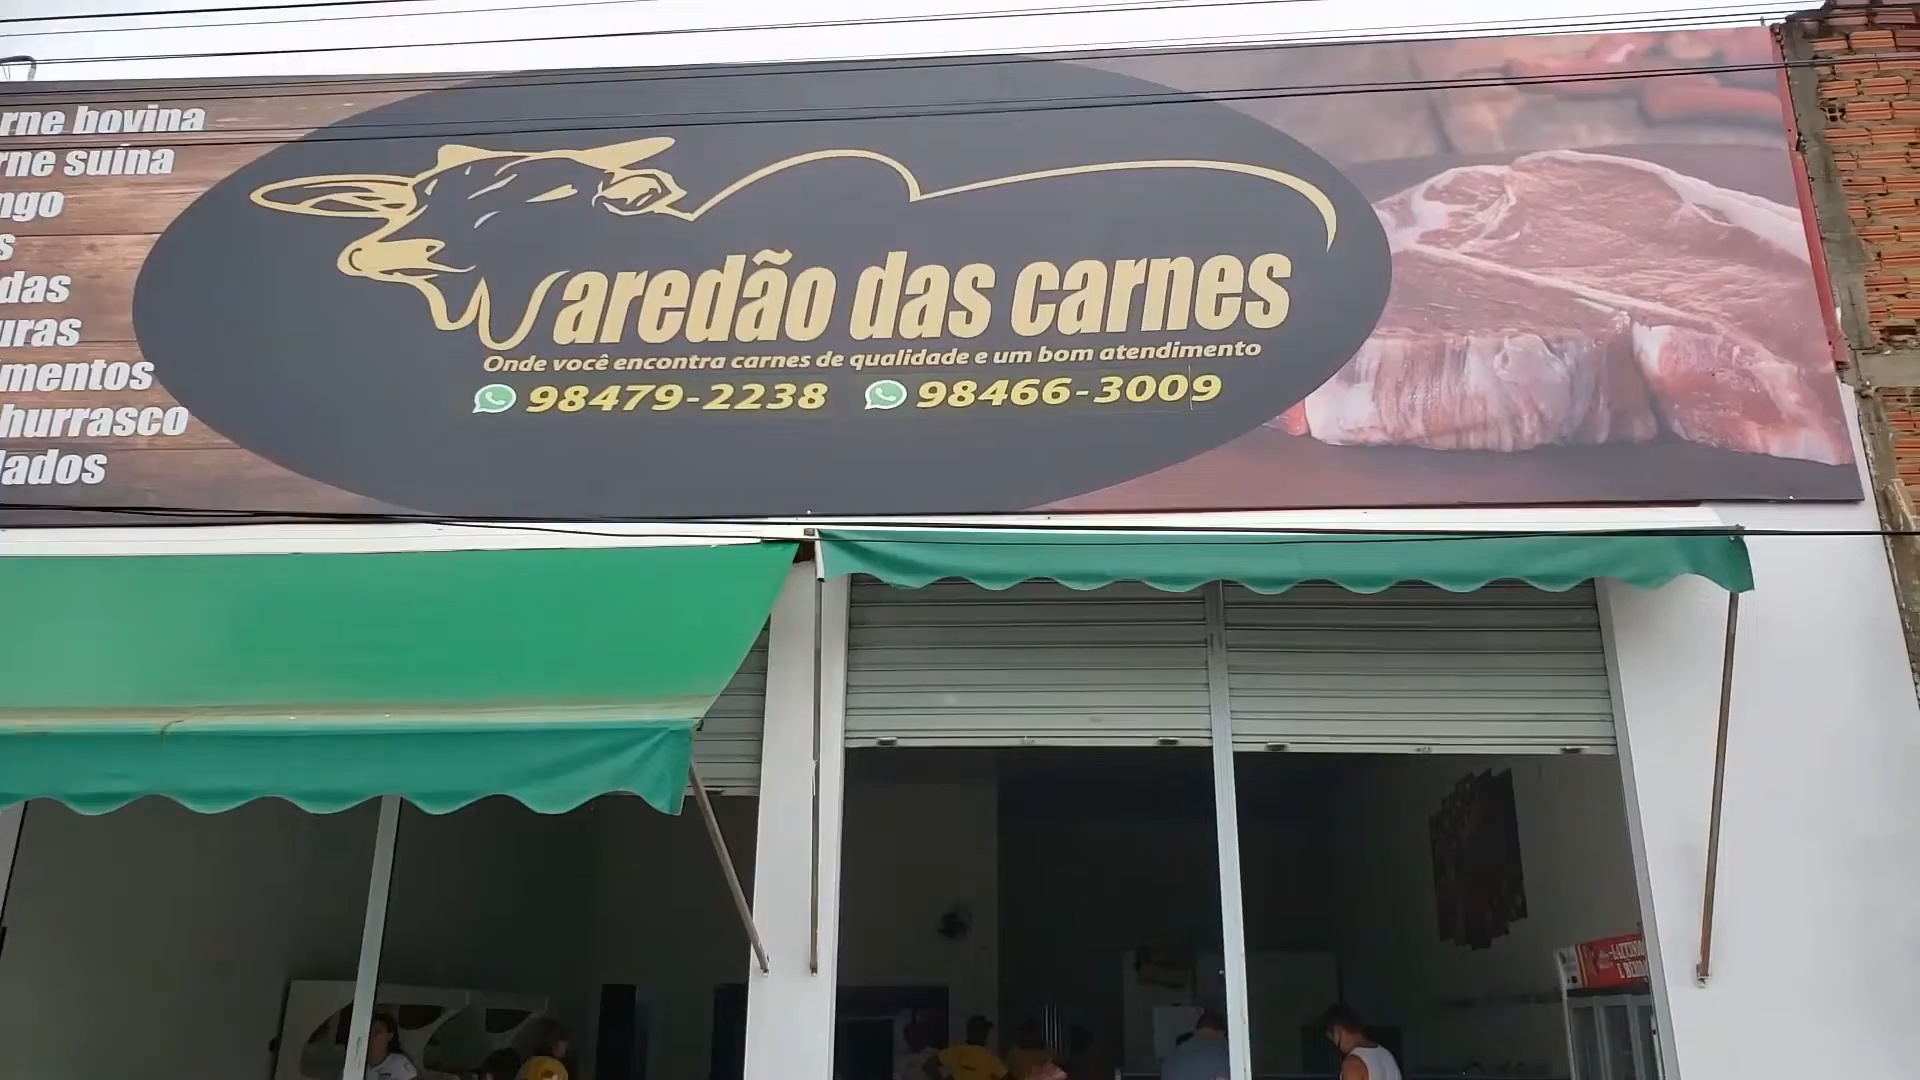 rne bovina
rne suína
ngo
s
das
uras
mentos
hurrasco
lados
Varedão das carnes
Onde você encontra carnes de qualidade e um bom atendimento
98479-2238 98466-3009